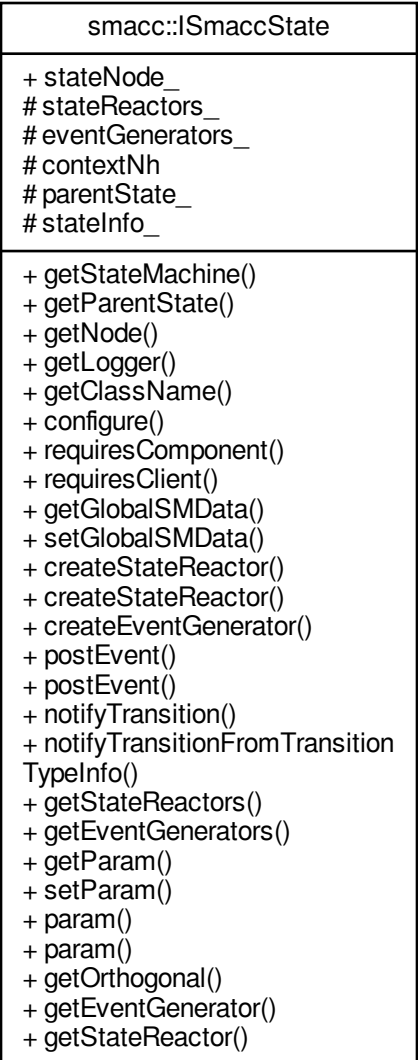 smacc::ISmaccState
+ stateNode_
# stateReactors_
# eventGenerators_
# contextNh
# parentState_
# stateInfo_
+ getStateMachine()
+ getParentState()
+ getNode()
+ getLogger()
+ getClassName()
+ configure()
+ requiresComponent()
+ requiresClient()
+ getGlobalSMData()
+ setGlobalSMData()
+ createStateReactor()
+ createStateReactor()
+ createEventGenerator()
+ postEvent()
+ postEvent()
+ notifyTransition()
+ notifyTransitionFromTransition
TypeInfo()
+ getStateReactors()
+ getEventGenerators()
+ getParam()
+ setParam()
+ param()
+ param()
+ getOrthogonal()
+ getEventGenerator()
+ getStateReactor()